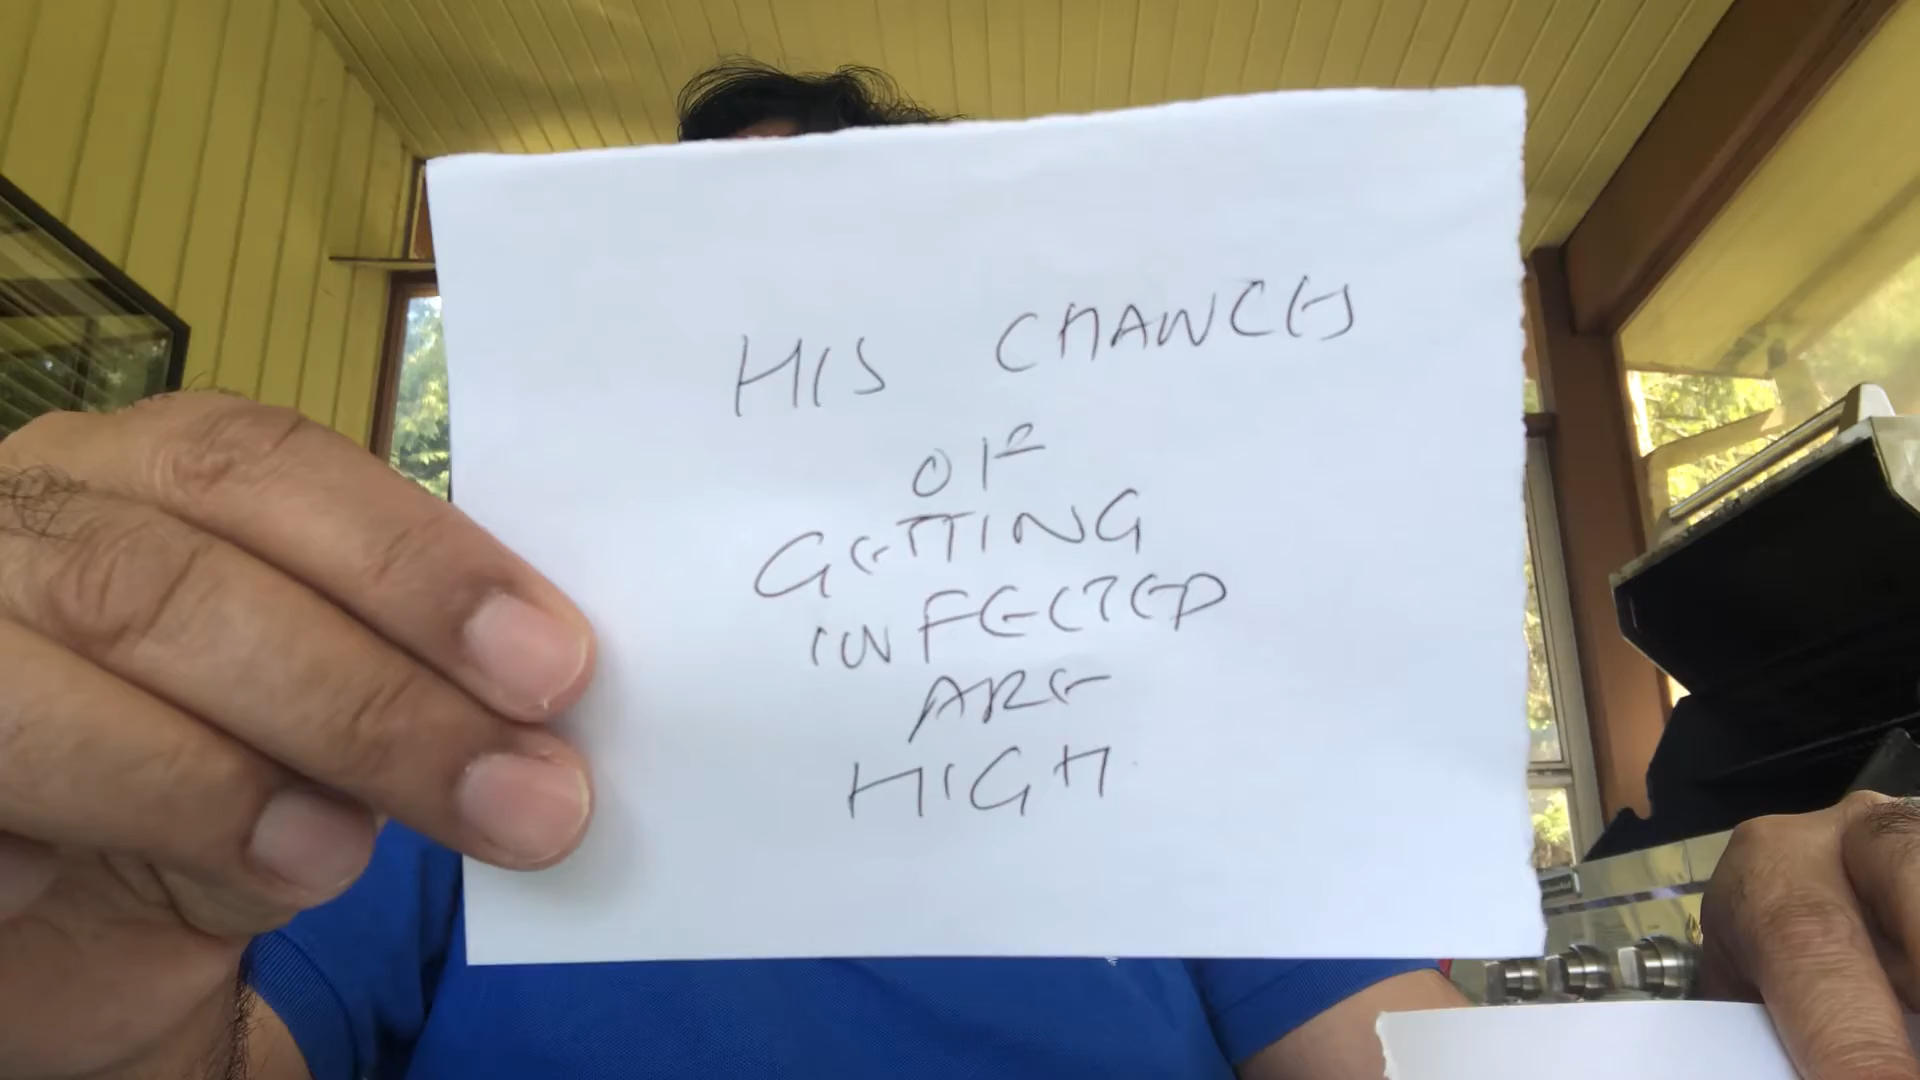 HIS CHANCES
OF
GETTING
INFECTED
ARE
HIGH